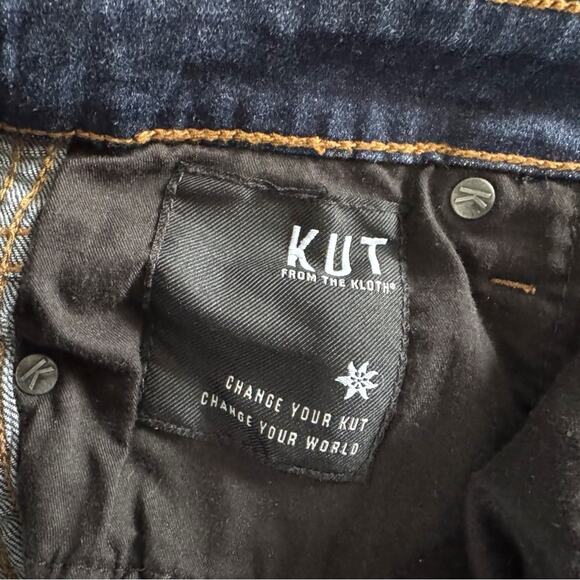 KUT
FROM THE KLOTH®
CHANGE YOUR KUT
CHANGE YOUR WORLD
K
K